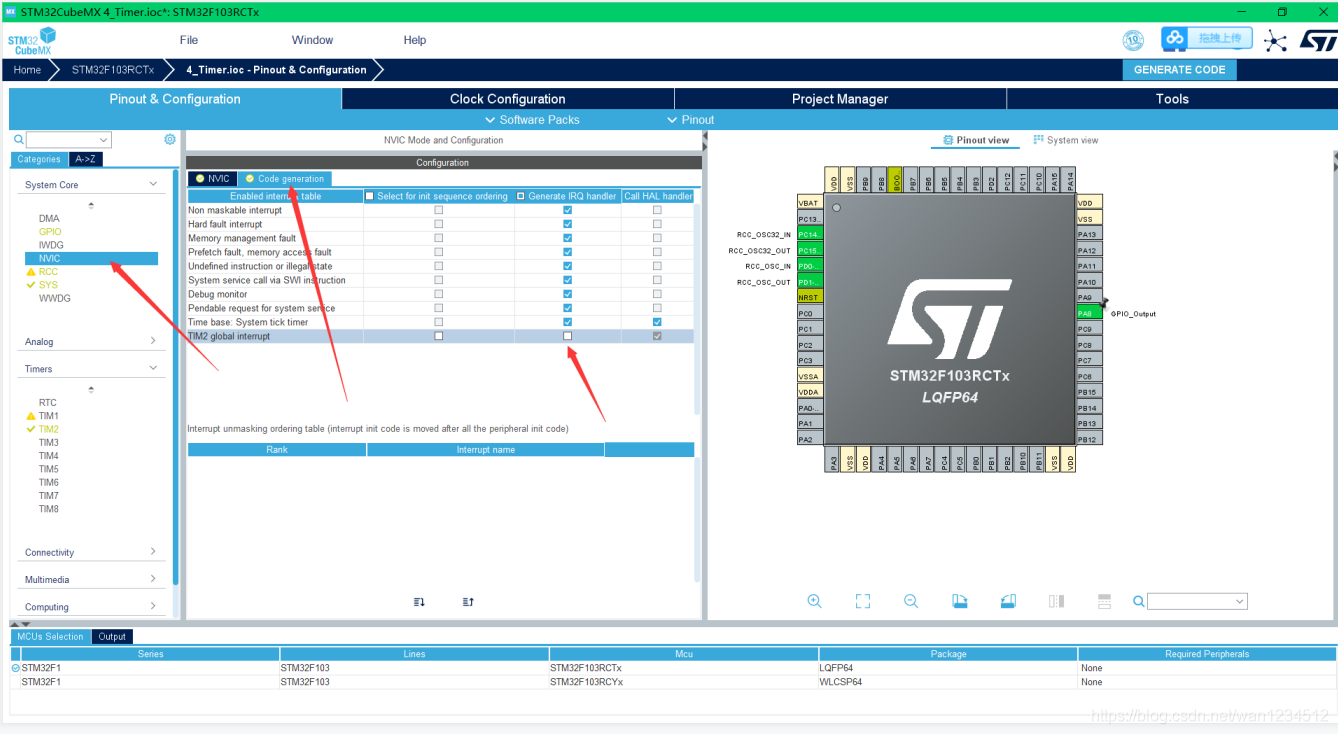 MX STM32CubeMX 4_Timer.ioc*: STM32F103RCTx
STM32 CubeMX
File Window Help
10
拖拽上传
Home STM32F103RCTx 4_Timer.ioc - Pinout & Configuration GENERATE CODE
Pinout & Configuration Clock Configuration Project Manager Tools
Software Packs Pinout
NVIC Mode and Configuration
Pinout view System view
Categories A->Z
Configuration
System Core
DMA
GPIO
IWDG
NVIC
RCC
SYS
WWDG
Analog
Timers
RTC
TIM1
TIM2
TIM3
TIM4
TIM5
TIM6
TIM7
TIM8
Connectivity
Multimedia
Computing
NVIC Code generation
Enabled interrupt table Select for init sequence ordering Generate IRQ handler Call HAL handler
Non maskable interrupt
Hard fault interrupt
Memory management fault
Prefetch fault, memory access fault
Undefined instruction or illegal state
System service call via SWI instruction
Debug monitor
Pendable request for system service
Time base: System tick timer
TIM2 global interrupt
Interrupt unmasking ordering table (interrupt init code is moved after all the peripheral init code)
Rank Interrupt name
VDD VSS PB9 PB8 BOO.. PB7 PB6 PB5 PB4 PB3 PD2 PC12 PC11 PC10 PA15 PA14
VBAT VDD
PC13.. VSS
RCC_OSC32_IN PC14.. PA13
RCC_OSC32_OUT PC15.. PA12
RCC_OSC_IN PD0-.. PA11
RCC_OSC_OUT PD1-.. PA10
NRST PA9
PC0 PA8 GPIO_Output
PC1 PC9
PC2 PC8
PC3 PC7
VSSA PC6
VDDA PB15
PA0-.. PB14
PA1 PB13
PA2 PB12
STM32F103RCTx
LQFP64
PA3 VSS VDD PA4 PA5 PA6 PA7 PC4 PC5 PB0 PB1 PB2 PB10 PB11 VSS VDD
MCUs Selection Output
Series Lines Mcu Package Required Peripherals
STM32F1 STM32F103 STM32F103RCTx LQFP64 None
STM32F1 STM32F103 STM32F103RCYx WLCSP64 None
https://blog.csdn.net/wan1234512